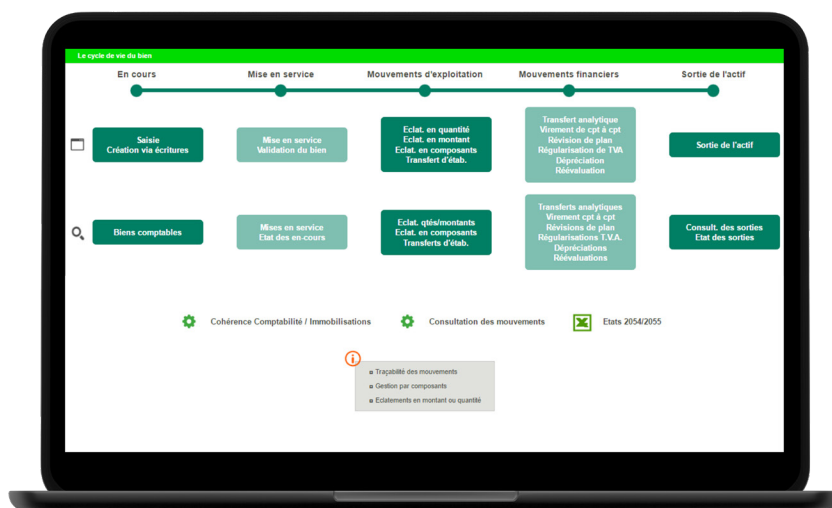 Le cycle de vie du bien
En cours
Mise en service
Mouvements d'exploitation
Mouvements financiers
Sortie de l'actif
Saisie
Création via écritures
Mise en service
Validation du bien
Eclat. en quantité
Eclat. en montant
Eclat. en composants
Transfert d'étab.
Transfert analytique
Virement de cpt à cpt
Révision de plan
Régularisation de TVA
Dépréciation
Réévaluation
Sortie de l'actif
Biens comptables
Mises en service
Etat des en-cours
Eclat. qtés/montants
Eclat. en composants
Transferts d'étab.
Transferts analytiques
Virement cpt à cpt
Révisions de plan
Régularisations T.V.A.
Dépréciations
Réévaluations
Consult. des sorties
Etat des sorties
Cohérence Comptabilité / Immobilisations
Consultation des mouvements
Etats 2054/2055
Traçabilité des mouvements
Gestion par composants
Eclatements en montant ou quantité